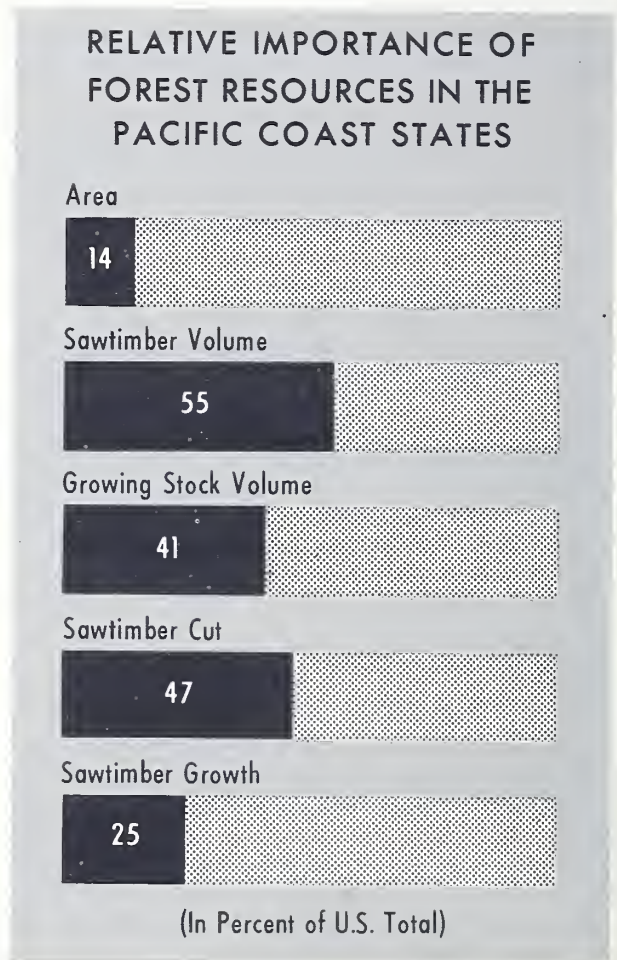 RELATIVE IMPORTANCE OF
FOREST RESOURCES IN THE
PACIFIC COAST STATES
Area
14
Sawtimber Volume
55
Growing Stock Volume
41
Sawtimber Cut
47
Sawtimber Growth
25
(In Percent of U.S. Total)